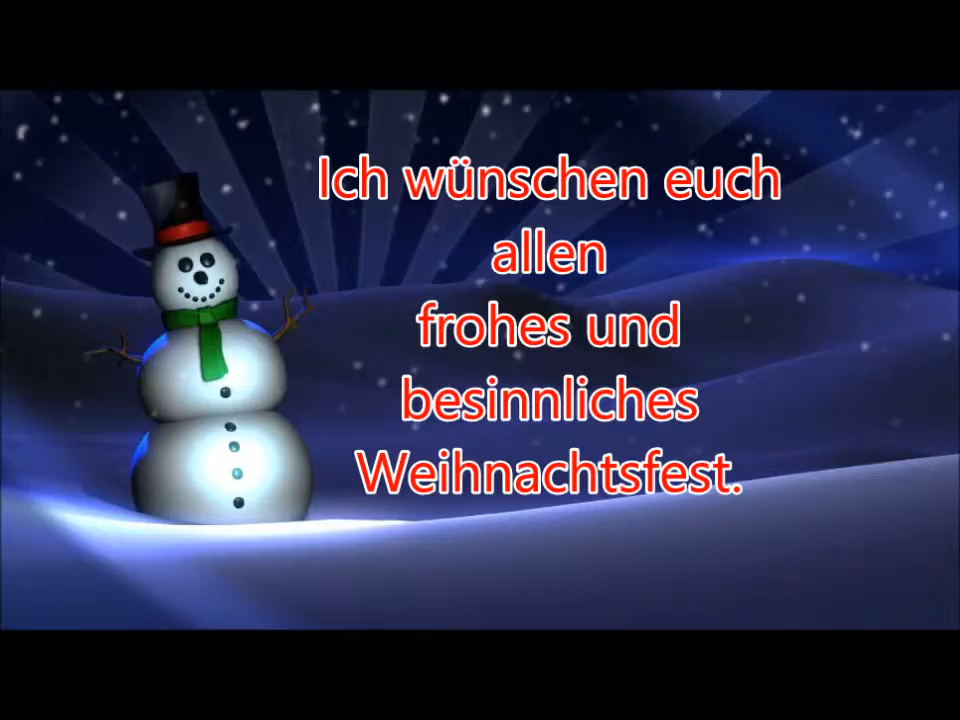 Ich wünschen euch
allen
frohes und
besinnliches
Weihnachtsfest.